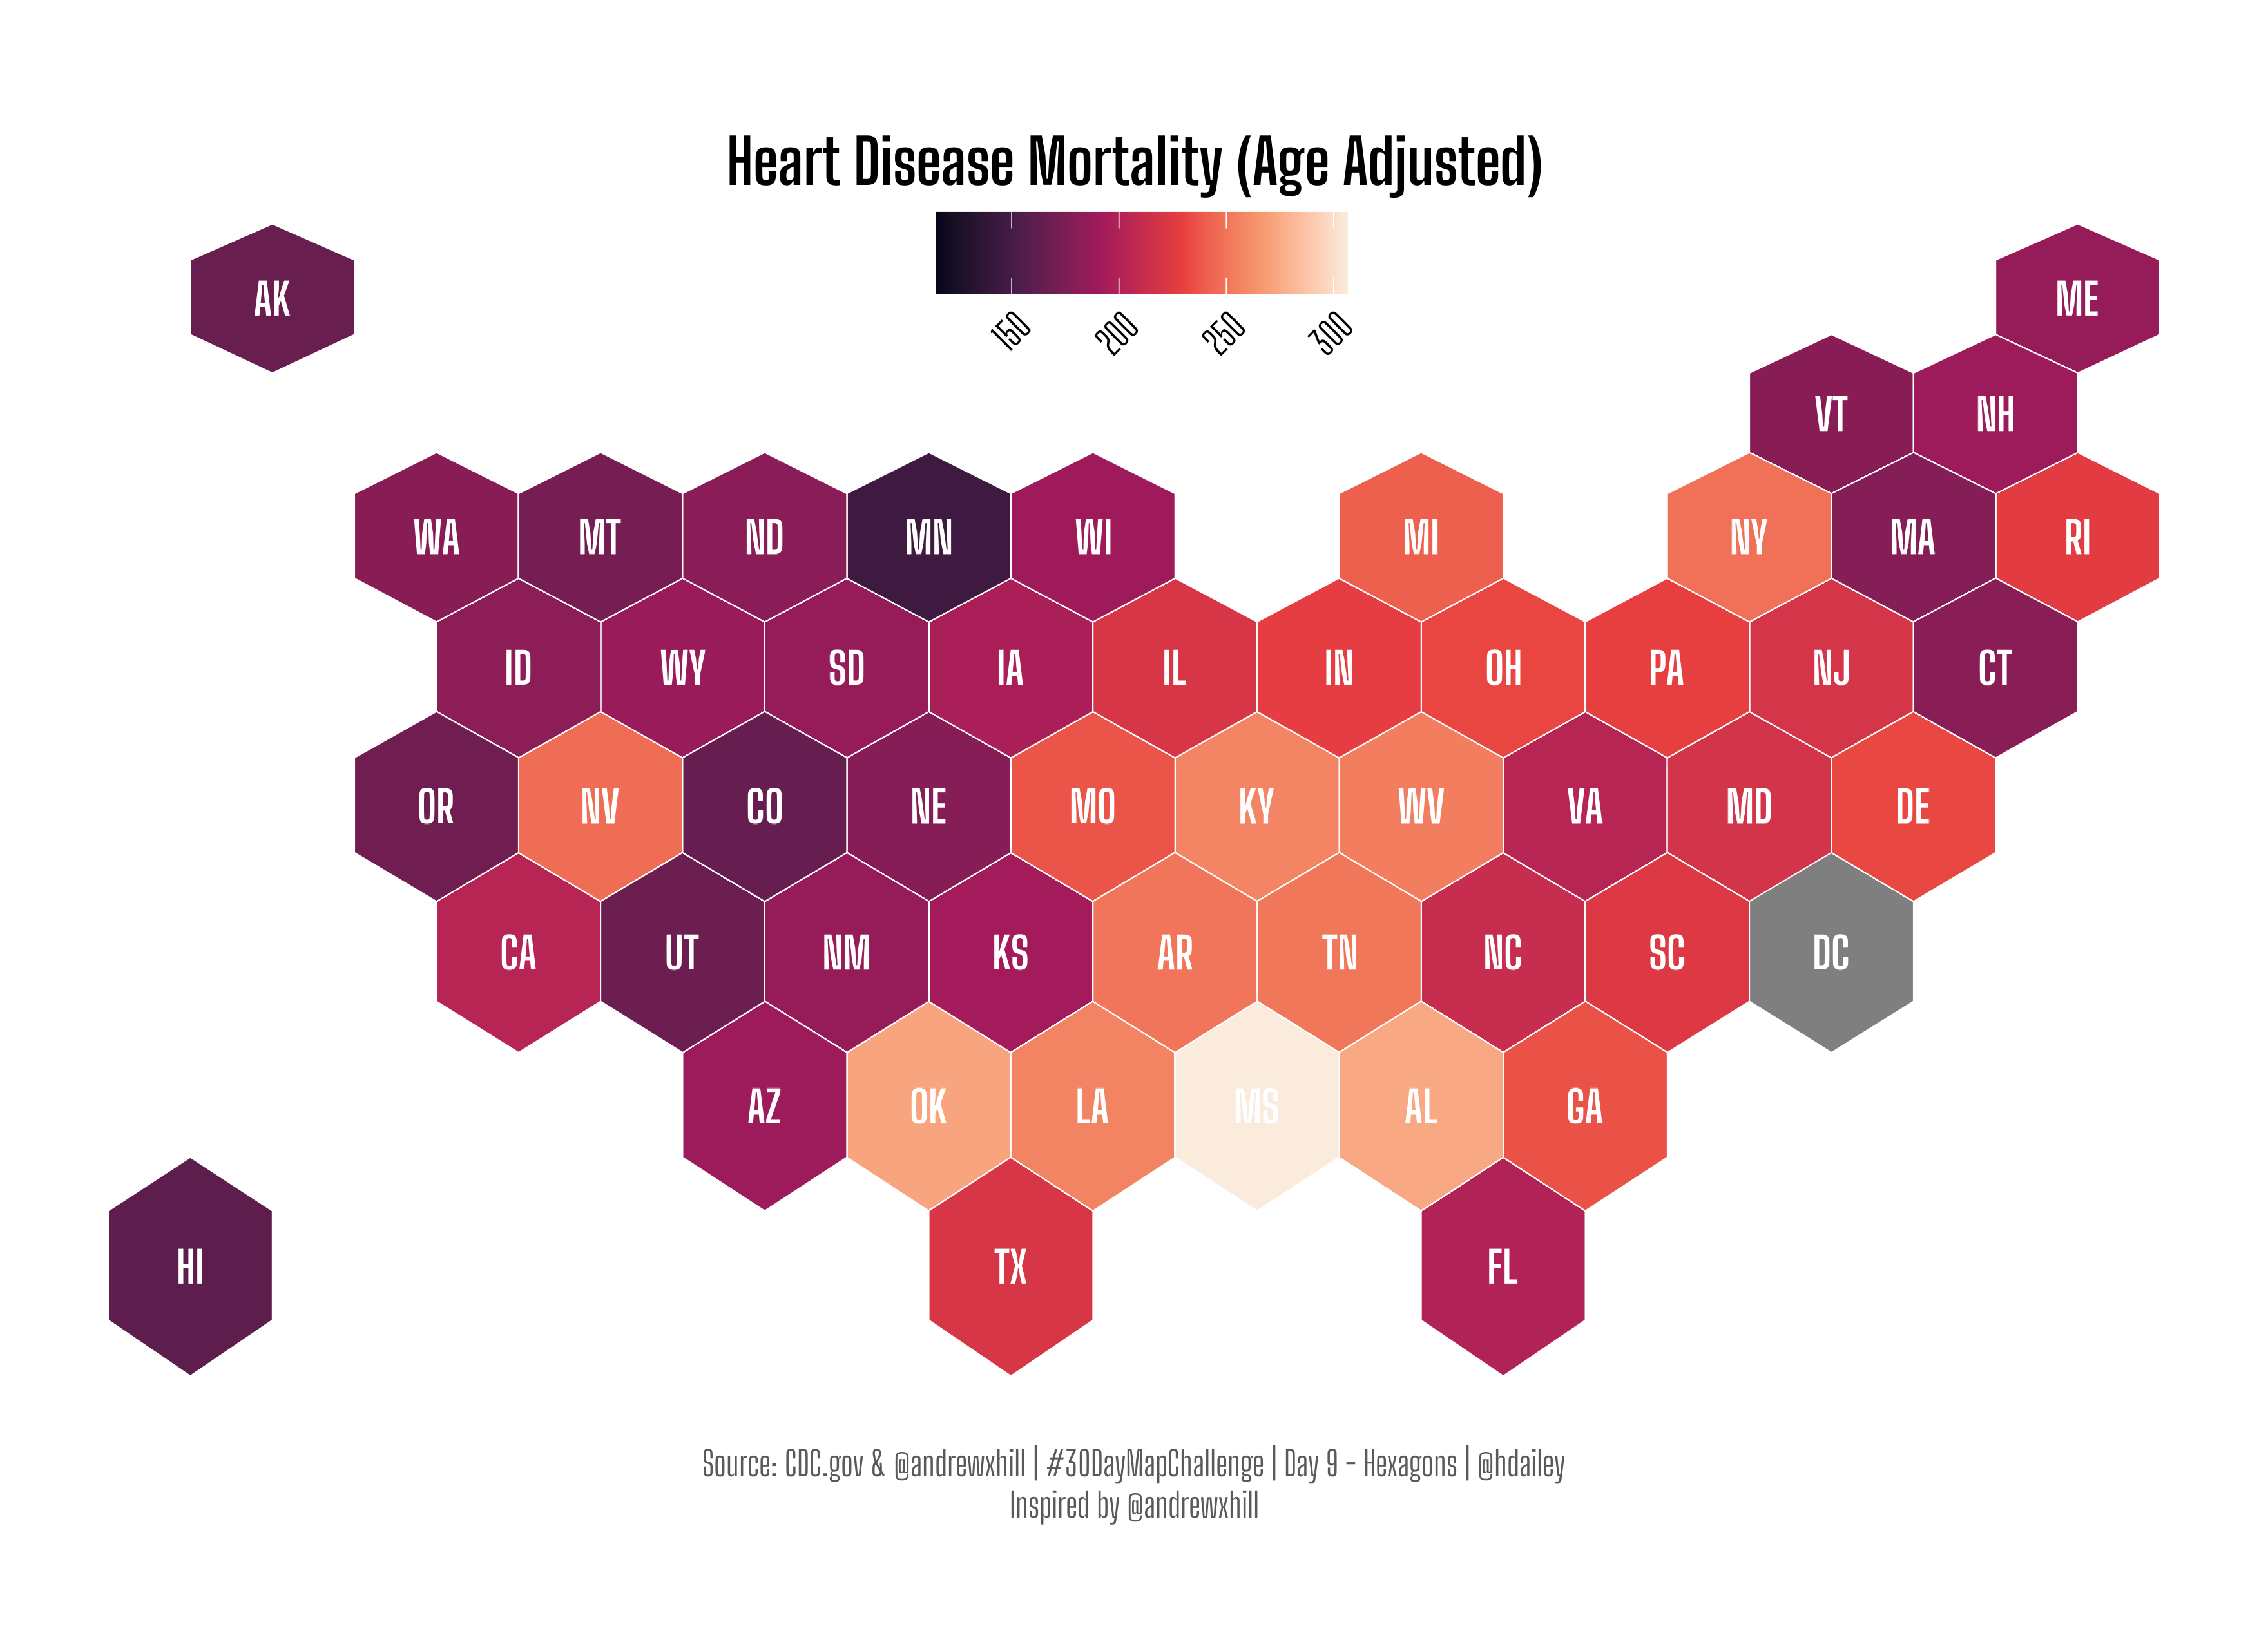 Heart Disease Mortality (Age Adjusted)
150 200 250 300
AK ME
VT NH
WA MT ND MN WI MI NY MA RI
ID WY SD IA IL IN OH PA NJ CT
OR NV CO NE MO KY WV VA MD DE
CA UT NM KS AR TN NC SC DC
AZ OK LA MS AL GA
HI TX FL
Source: CDC.gov & @andrewxhill | #30DayMapChallenge | Day 9 - Hexagons | @hdailey
Inspired by @andrewxhill